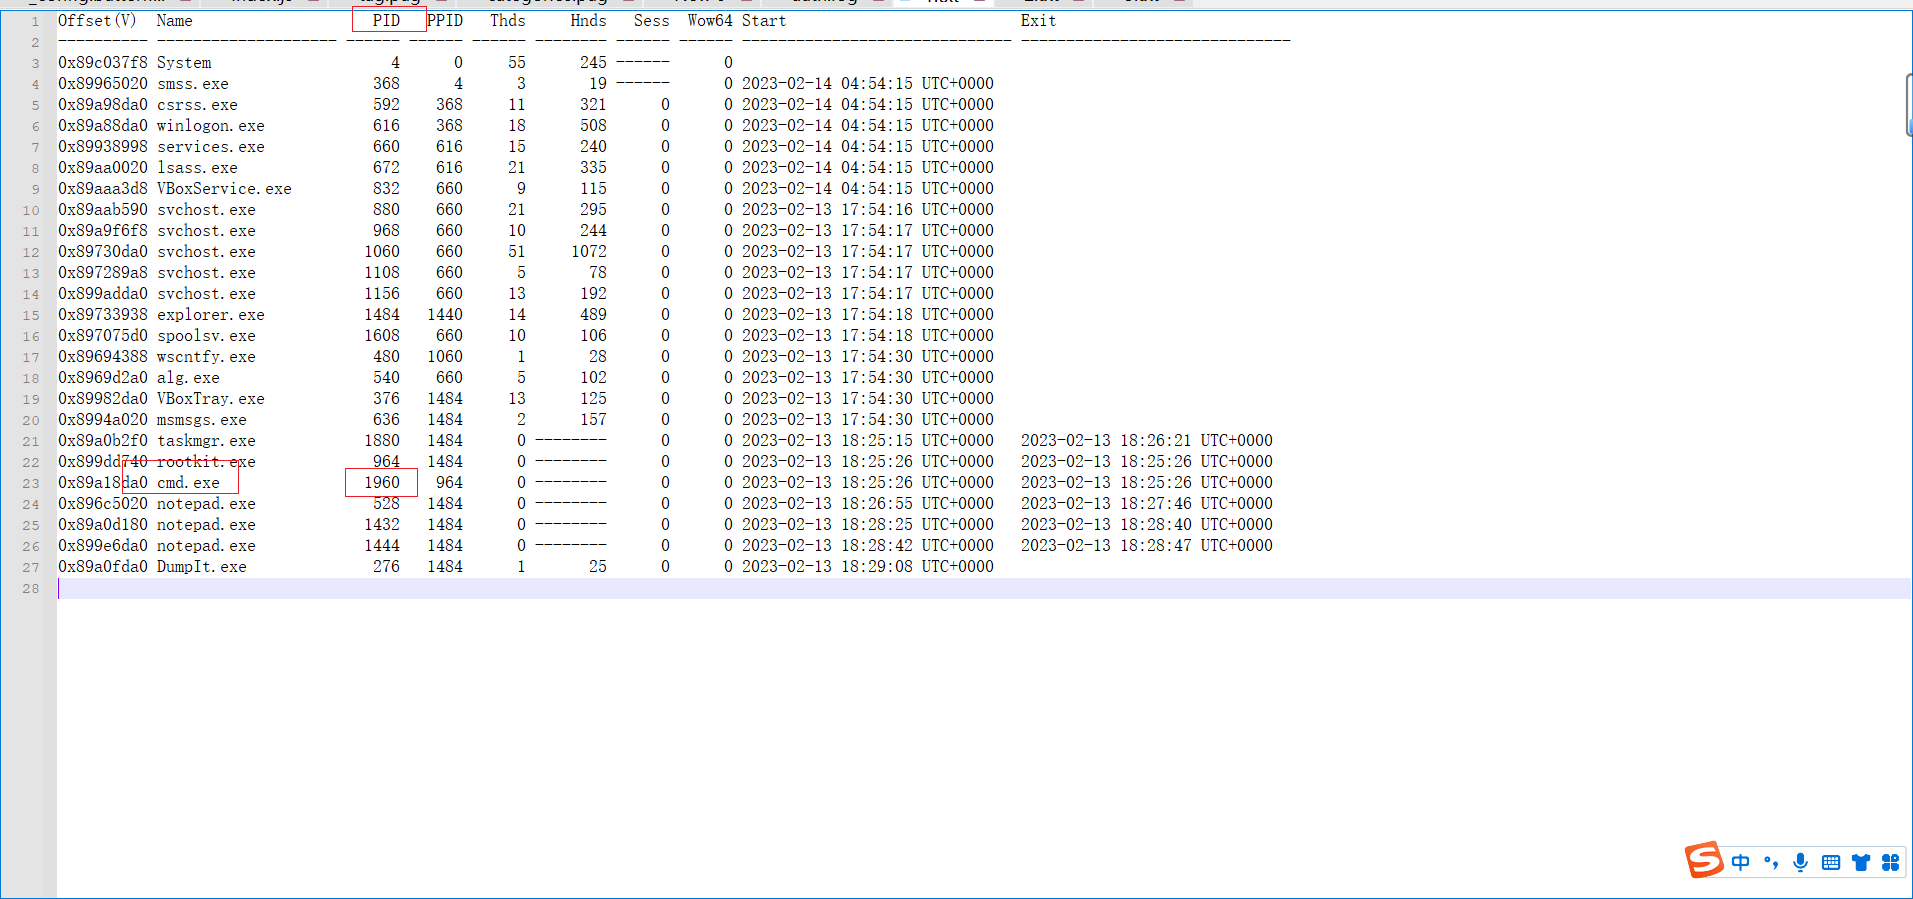 1 Offset(V)  Name                    PID   PPID   Thds     Hnds   Sess  Wow64 Start                          Exit
2 ---------- -------------------- ------ ------ ------ -------- ------ ------ ------------------------------ ------------------------------
3 0x89c037f8 System                    4      0     55      245 ------      0
4 0x89965020 smss.exe                368      4      3       19 ------      0 2023-02-14 04:54:15 UTC+0000
5 0x89a98da0 csrss.exe               592    368     11      321      0      0 2023-02-14 04:54:15 UTC+0000
6 0x89a88da0 winlogon.exe            616    368     18      508      0      0 2023-02-14 04:54:15 UTC+0000
7 0x89938998 services.exe            660    616     15      240      0      0 2023-02-14 04:54:15 UTC+0000
8 0x89aa0020 lsass.exe               672    616     21      335      0      0 2023-02-14 04:54:15 UTC+0000
9 0x89aaa3d8 VBoxService.exe         832    660      9      115      0      0 2023-02-14 04:54:15 UTC+0000
10 0x89aab590 svchost.exe             880    660     21      295      0      0 2023-02-13 17:54:16 UTC+0000
11 0x89a9f6f8 svchost.exe             968    660     10      244      0      0 2023-02-13 17:54:17 UTC+0000
12 0x89730da0 svchost.exe            1060    660     51     1072      0      0 2023-02-13 17:54:17 UTC+0000
13 0x897289a8 svchost.exe            1108    660      5       78      0      0 2023-02-13 17:54:17 UTC+0000
14 0x899adda0 svchost.exe            1156    660     13      192      0      0 2023-02-13 17:54:17 UTC+0000
15 0x89733938 explorer.exe           1484   1440     14      489      0      0 2023-02-13 17:54:18 UTC+0000
16 0x897075d0 spoolsv.exe            1608    660     10      106      0      0 2023-02-13 17:54:18 UTC+0000
17 0x89694388 wscntfy.exe             480   1060      1       28      0      0 2023-02-13 17:54:30 UTC+0000
18 0x8969d2a0 alg.exe                 540    660      5      102      0      0 2023-02-13 17:54:30 UTC+0000
19 0x89982da0 VBoxTray.exe            376   1484     13      125      0      0 2023-02-13 17:54:30 UTC+0000
20 0x8994a020 msmsgs.exe              636   1484      2      157      0      0 2023-02-13 17:54:30 UTC+0000
21 0x89a0b2f0 taskmgr.exe            1880   1484      0 --------      0      0 2023-02-13 18:25:15 UTC+0000   2023-02-13 18:26:21 UTC+0000
22 0x899dd740 rootkit.exe             964   1484      0 --------      0      0 2023-02-13 18:25:26 UTC+0000   2023-02-13 18:25:26 UTC+0000
23 0x89a18da0 cmd.exe                1960    964      0 --------      0      0 2023-02-13 18:25:26 UTC+0000   2023-02-13 18:25:26 UTC+0000
24 0x896c5020 notepad.exe             528   1484      0 --------      0      0 2023-02-13 18:26:55 UTC+0000   2023-02-13 18:27:46 UTC+0000
25 0x89a0d180 notepad.exe            1432   1484      0 --------      0      0 2023-02-13 18:28:25 UTC+0000   2023-02-13 18:28:40 UTC+0000
26 0x899e6da0 notepad.exe            1444   1484      0 --------      0      0 2023-02-13 18:28:42 UTC+0000   2023-02-13 18:28:47 UTC+0000
27 0x89a0fda0 DumpIt.exe              276   1484      1       25      0      0 2023-02-13 18:29:08 UTC+0000
28
S 中